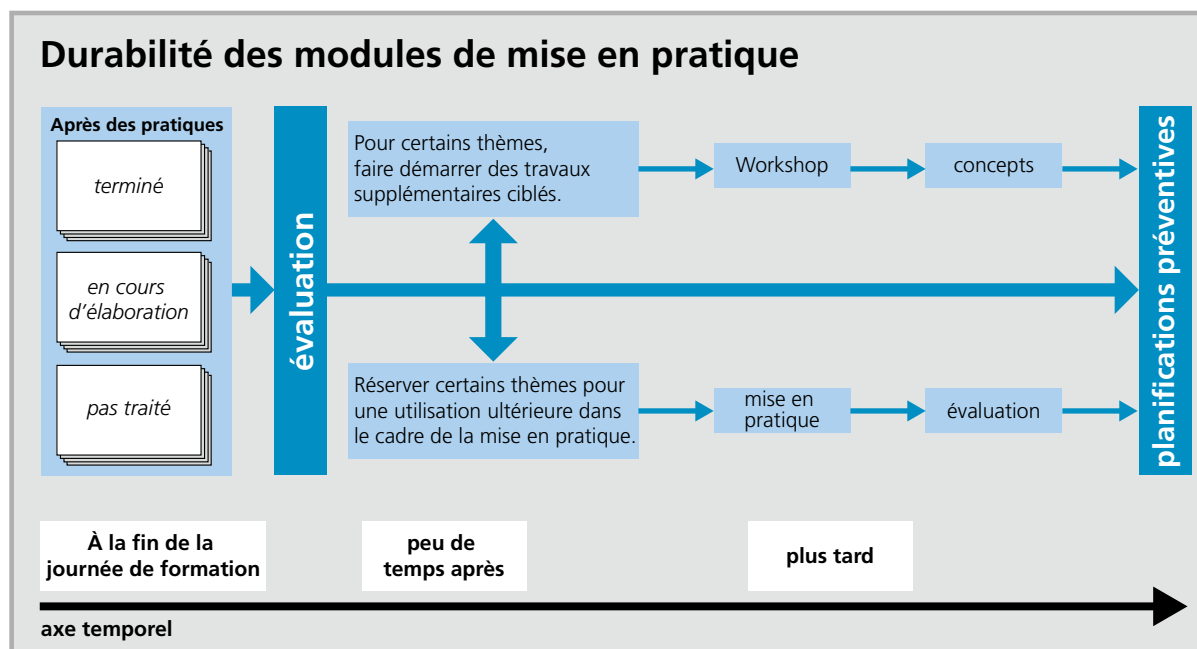 Durabilité des modules de mise en pratique
Après des pratiques
terminé
en cours
d'élaboration
pas traité
évaluation
Pour certains thèmes,
faire démarrer des travaux
supplémentaires ciblés.
Workshop
concepts
Réserver certains thèmes pour
une utilisation ultérieure dans
le cadre de la mise en pratique.
mise en
pratique
évaluation
planifications préventives
À la fin de la
journée de formation
peu de
temps après
plus tard
axe temporel